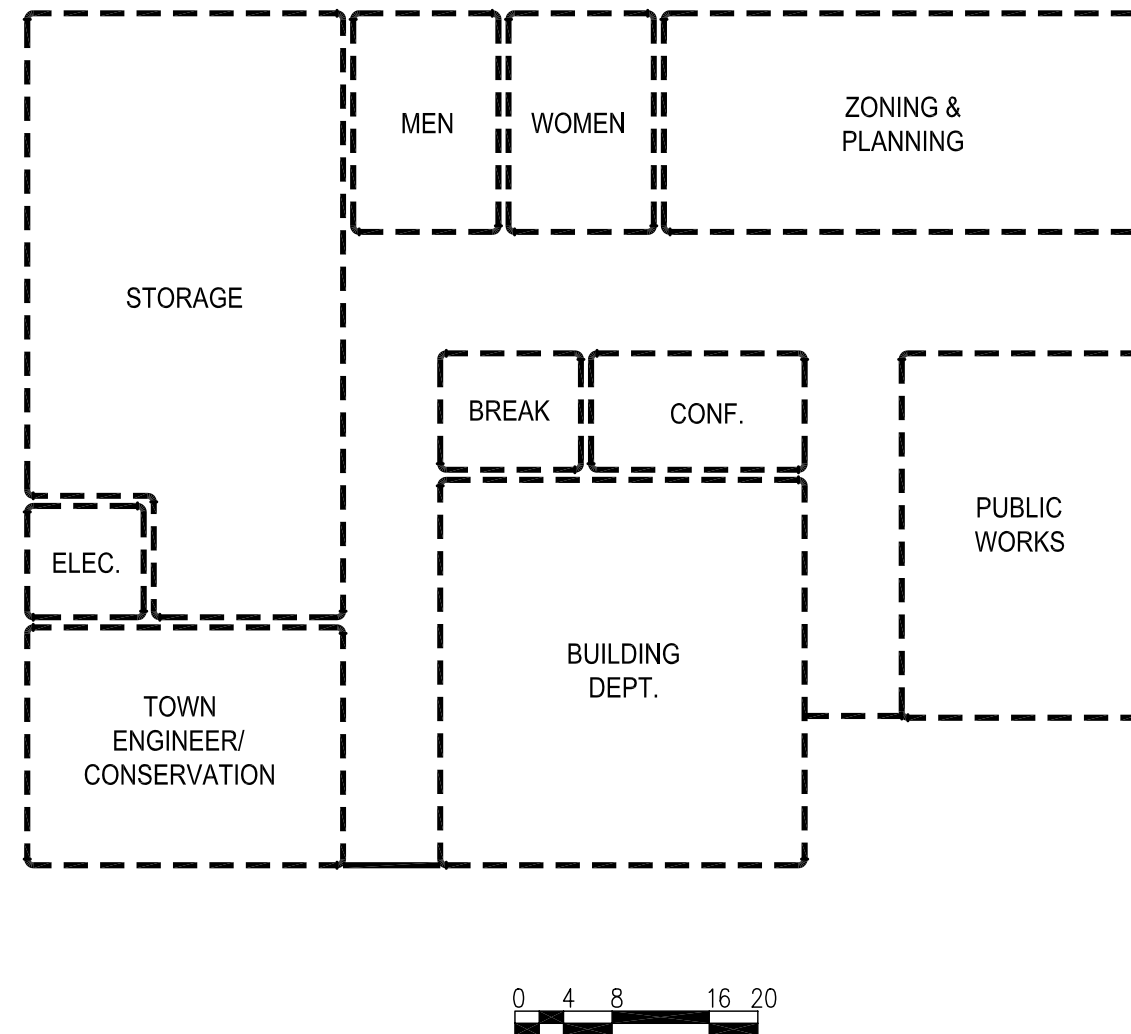 MEN
WOMEN
ZONING &
PLANNING
STORAGE
BREAK
CONF.
PUBLIC
WORKS
ELEC.
BUILDING
DEPT.
TOWN
ENGINEER/
CONSERVATION
0 4 8 16 20